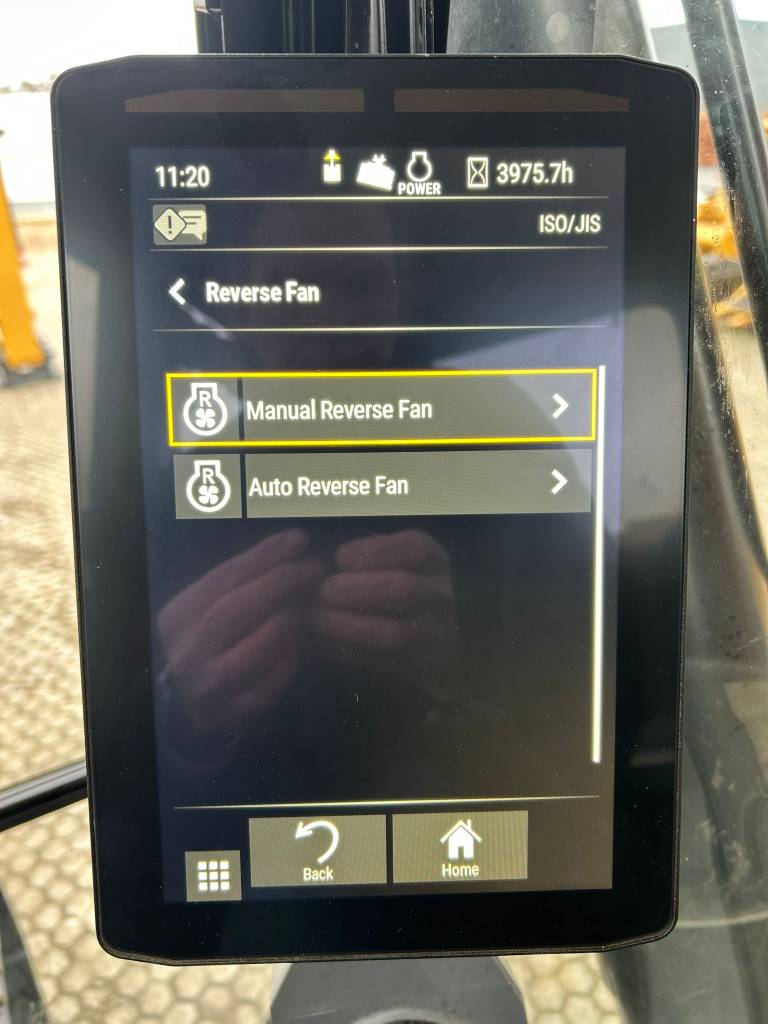 11:20
POWER
3975.7h
ISO/JIS
Reverse Fan
R
Manual Reverse Fan
R
Auto Reverse Fan
Back
Home